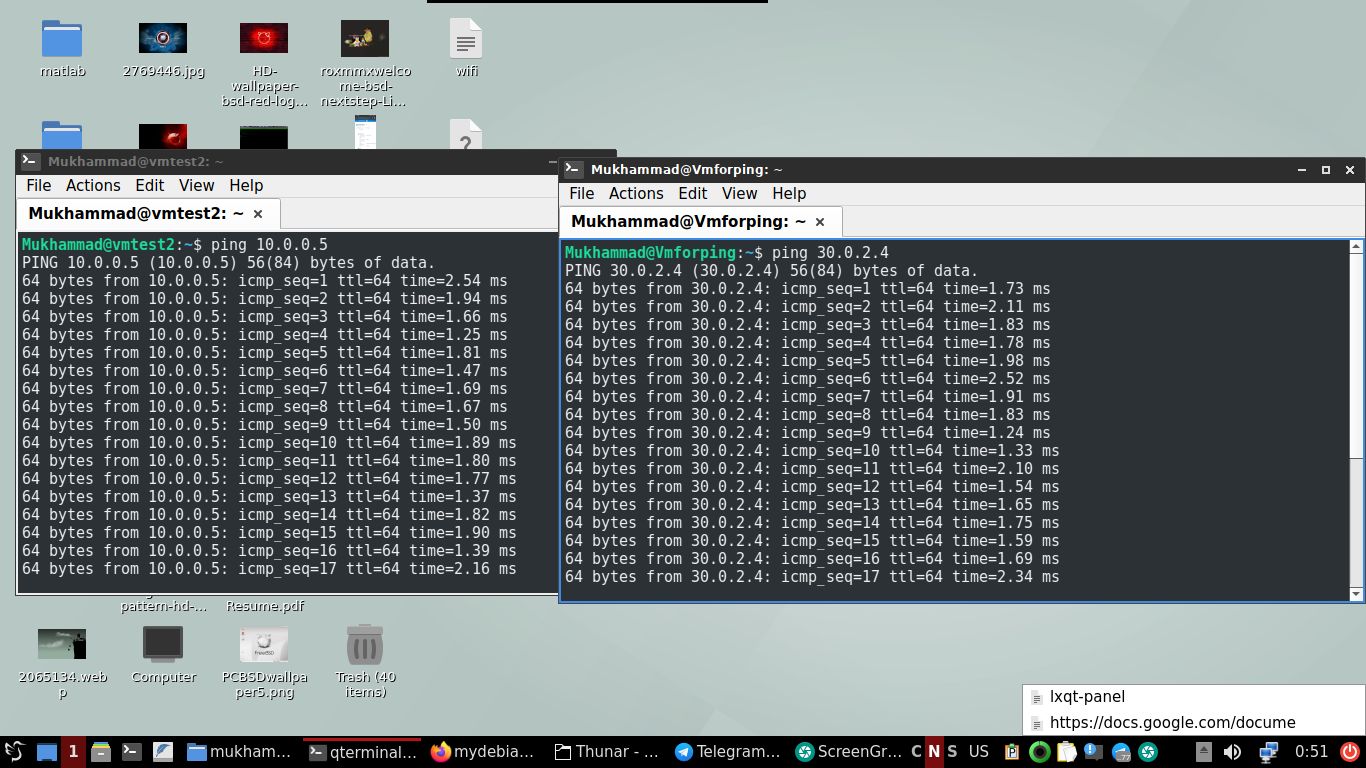 matlab
2769446.jpg
HD-
wallpaper-
bsd-red-log...
roxmmxwelco
me-bsd-
nextstep-Li...
wifi
Mukhammad@vmtest2: ~
File Actions Edit View Help
Mukhammad@vmtest2: ~ ×
Mukhammad@vmtest2:~$ ping 10.0.0.5
PING 10.0.0.5 (10.0.0.5) 56(84) bytes of data.
64 bytes from 10.0.0.5: icmp_seq=1 ttl=64 time=2.54 ms
64 bytes from 10.0.0.5: icmp_seq=2 ttl=64 time=1.94 ms
64 bytes from 10.0.0.5: icmp_seq=3 ttl=64 time=1.66 ms
64 bytes from 10.0.0.5: icmp_seq=4 ttl=64 time=1.25 ms
64 bytes from 10.0.0.5: icmp_seq=5 ttl=64 time=1.81 ms
64 bytes from 10.0.0.5: icmp_seq=6 ttl=64 time=1.47 ms
64 bytes from 10.0.0.5: icmp_seq=7 ttl=64 time=1.69 ms
64 bytes from 10.0.0.5: icmp_seq=8 ttl=64 time=1.67 ms
64 bytes from 10.0.0.5: icmp_seq=9 ttl=64 time=1.50 ms
64 bytes from 10.0.0.5: icmp_seq=10 ttl=64 time=1.89 ms
64 bytes from 10.0.0.5: icmp_seq=11 ttl=64 time=1.80 ms
64 bytes from 10.0.0.5: icmp_seq=12 ttl=64 time=1.77 ms
64 bytes from 10.0.0.5: icmp_seq=13 ttl=64 time=1.37 ms
64 bytes from 10.0.0.5: icmp_seq=14 ttl=64 time=1.82 ms
64 bytes from 10.0.0.5: icmp_seq=15 ttl=64 time=1.90 ms
64 bytes from 10.0.0.5: icmp_seq=16 ttl=64 time=1.39 ms
64 bytes from 10.0.0.5: icmp_seq=17 ttl=64 time=2.16 ms
Mukhammad@Vmforping: ~
File Actions Edit View Help
Mukhammad@Vmforping: ~ ×
Mukhammad@Vmforping:~$ ping 30.0.2.4
PING 30.0.2.4 (30.0.2.4) 56(84) bytes of data.
64 bytes from 30.0.2.4: icmp_seq=1 ttl=64 time=1.73 ms
64 bytes from 30.0.2.4: icmp_seq=2 ttl=64 time=2.11 ms
64 bytes from 30.0.2.4: icmp_seq=3 ttl=64 time=1.83 ms
64 bytes from 30.0.2.4: icmp_seq=4 ttl=64 time=1.78 ms
64 bytes from 30.0.2.4: icmp_seq=5 ttl=64 time=1.98 ms
64 bytes from 30.0.2.4: icmp_seq=6 ttl=64 time=2.52 ms
64 bytes from 30.0.2.4: icmp_seq=7 ttl=64 time=1.91 ms
64 bytes from 30.0.2.4: icmp_seq=8 ttl=64 time=1.83 ms
64 bytes from 30.0.2.4: icmp_seq=9 ttl=64 time=1.24 ms
64 bytes from 30.0.2.4: icmp_seq=10 ttl=64 time=1.33 ms
64 bytes from 30.0.2.4: icmp_seq=11 ttl=64 time=2.10 ms
64 bytes from 30.0.2.4: icmp_seq=12 ttl=64 time=1.54 ms
64 bytes from 30.0.2.4: icmp_seq=13 ttl=64 time=1.65 ms
64 bytes from 30.0.2.4: icmp_seq=14 ttl=64 time=1.75 ms
64 bytes from 30.0.2.4: icmp_seq=15 ttl=64 time=1.59 ms
64 bytes from 30.0.2.4: icmp_seq=16 ttl=64 time=1.69 ms
64 bytes from 30.0.2.4: icmp_seq=17 ttl=64 time=2.34 ms
pattern-hd-...
Resume.pdf
2065134.web
p
Computer
PCBSDwallpa
per5.png
Trash (40
items)
lxqt-panel
https://docs.google.com/docume
1 mukham... qterminal... mydebia... Thunar - ... Telegram... ScreenGr... C N S US 77 0:51